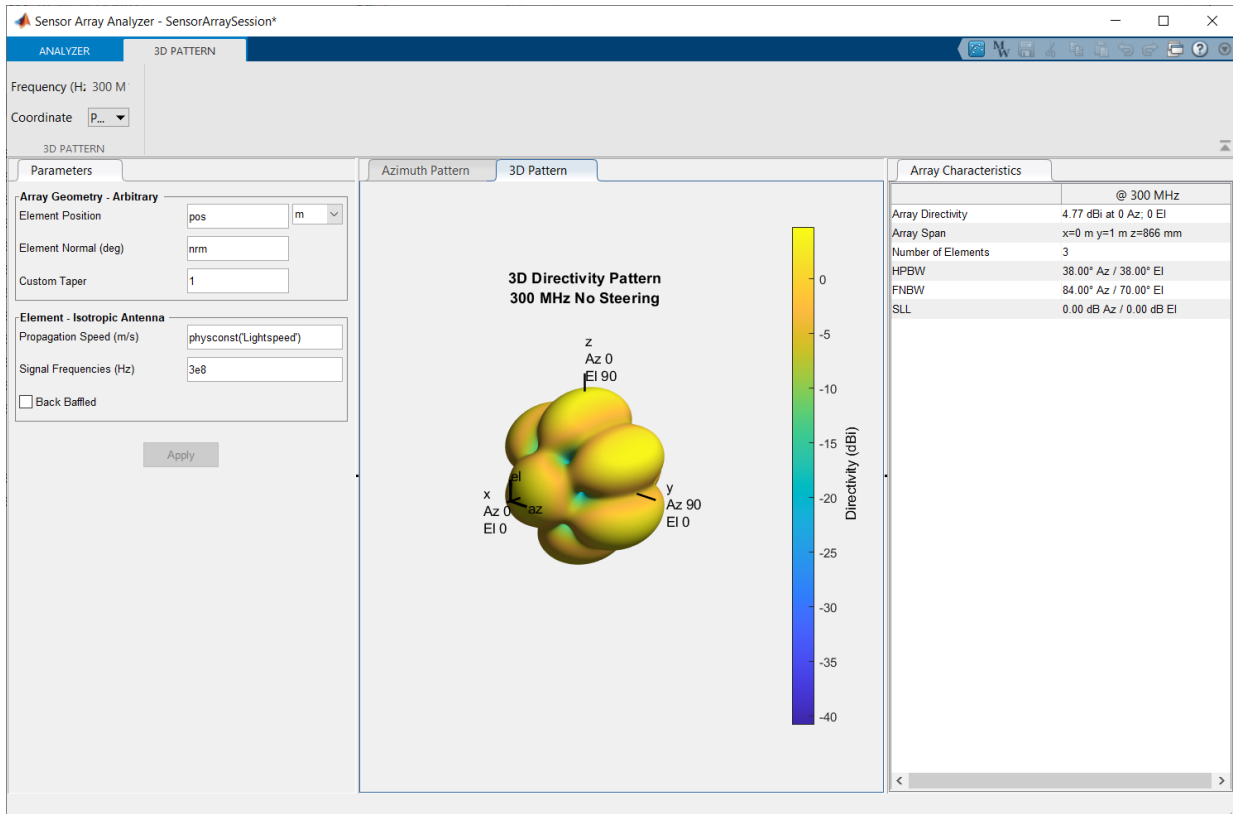 Sensor Array Analyzer - SensorArraySession*
ANALYZER 3D PATTERN
Frequency (Hz 300 M
Coordinate P...
3D PATTERN
Parameters
Array Geometry - Arbitrary
Element Position pos m
Element Normal (deg) nrm
Custom Taper 1
Element - Isotropic Antenna
Propagation Speed (m/s) physconst('Lightspeed')
Signal Frequencies (Hz) 3e8
Back Baffled
Apply
Azimuth Pattern 3D Pattern
3D Directivity Pattern
300 MHz No Steering
z
Az 0
El 90
x
Az 0
El 0
el
az
y
Az 90
El 0
0
-5
-10
-15
-20
-25
-30
-35
-40
Directivity (dBi)
Array Characteristics
@ 300 MHz
Array Directivity 4.77 dBi at 0 Az; 0 El
Array Span x=0 m y=1 m z=866 mm
Number of Elements 3
HPBW 38.00° Az / 38.00° El
FNBW 84.00° Az / 70.00° El
SLL 0.00 dB Az / 0.00 dB El